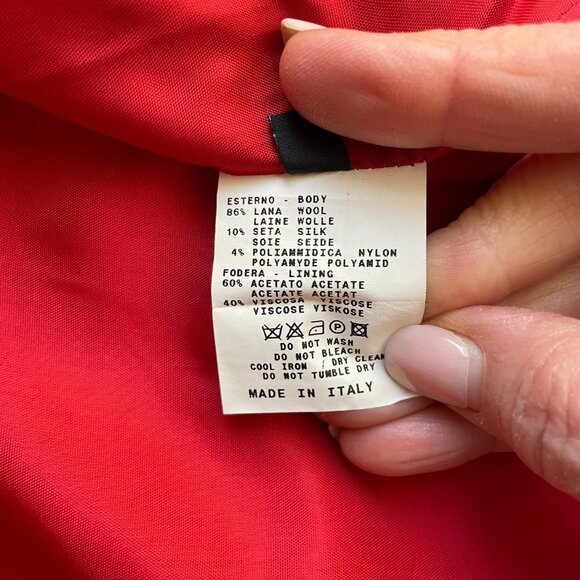 ESTERNO - BODY
86% LANA WOOL
LAINE WOLLE
10% SETA SILK
SOIE SEIDE
4% POLIAMMIDICA NYLON
POLYAMYDE POLYAMID
FODERA - LINING
60% ACETATO ACETATE
ACETATE ACETAT
40% VISCOSA VISCOSE
VISCOSE VISKOSE
P
DO NOT WASH
DO NOT BLEACH
COOL IRON / DRY CLEAN
DO NOT TUMBLE DRY
MADE IN ITALY